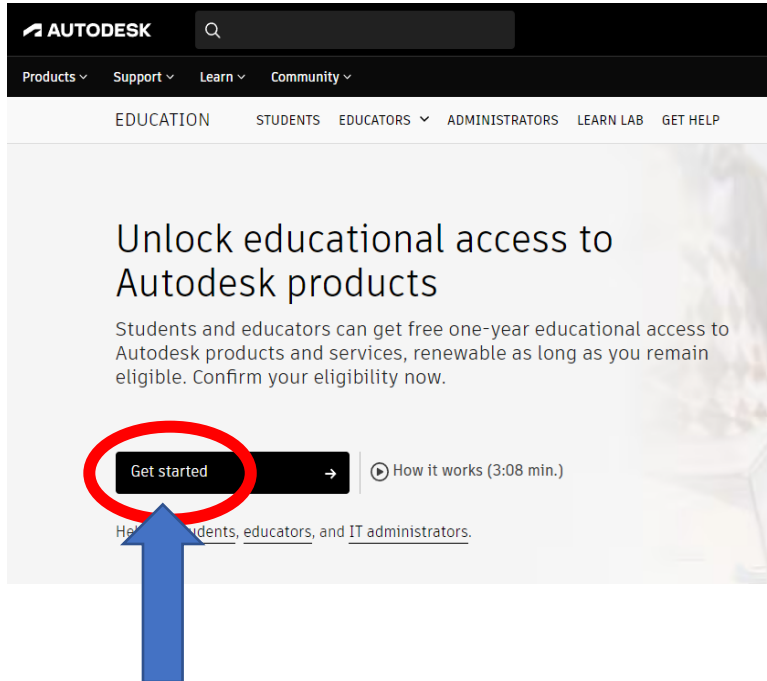 AUTODESK
Products Support Learn Community
EDUCATION STUDENTS EDUCATORS ADMINISTRATORS LEARN LAB GET HELP
Unlock educational access to
Autodesk products
Students and educators can get free one-year educational access to
Autodesk products and services, renewable as long as you remain
eligible. Confirm your eligibility now.
Get started → How it works (3:08 min.)
educators, and IT administrators.